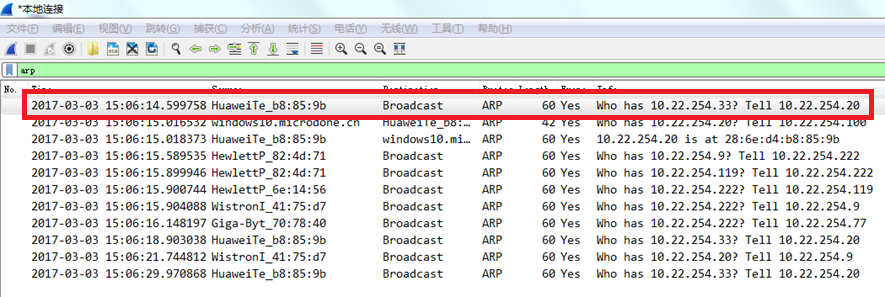 *本地连接
文件(F) 编辑(E) 视图(V) 跳转(G) 捕获(C) 分析(A) 统计(S) 电话(Y) 无线(W) 工具(T) 帮助(H)
arp
No.
2017-03-03 15:06:14.599758 HuaweiTe_b8:85:9b Broadcast ARP 60 Yes Who has 10.22.254.33? Tell 10.22.254.20
2017-03-03 15:06:15.016532 windows10.microdone.cn HuaweiTe_b8:… ARP 42 Yes Who has 10.22.254.20? Tell 10.22.254.100
2017-03-03 15:06:15.018373 HuaweiTe_b8:85:9b windows10.mi… ARP 60 Yes 10.22.254.20 is at 28:6e:d4:b8:85:9b
2017-03-03 15:06:15.589535 HewlettP_82:4d:71 Broadcast ARP 60 Yes Who has 10.22.254.9? Tell 10.22.254.222
2017-03-03 15:06:15.899946 HewlettP_82:4d:71 Broadcast ARP 60 Yes Who has 10.22.254.119? Tell 10.22.254.222
2017-03-03 15:06:15.900744 HewlettP_6e:14:56 Broadcast ARP 60 Yes Who has 10.22.254.222? Tell 10.22.254.119
2017-03-03 15:06:15.904088 WistronI_41:75:d7 Broadcast ARP 60 Yes Who has 10.22.254.222? Tell 10.22.254.9
2017-03-03 15:06:16.148197 Giga-Byt_70:78:40 Broadcast ARP 60 Yes Who has 10.22.254.222? Tell 10.22.254.77
2017-03-03 15:06:18.903038 HuaweiTe_b8:85:9b Broadcast ARP 60 Yes Who has 10.22.254.33? Tell 10.22.254.20
2017-03-03 15:06:21.744812 WistronI_41:75:d7 Broadcast ARP 60 Yes Who has 10.22.254.20? Tell 10.22.254.9
2017-03-03 15:06:29.970868 HuaweiTe_b8:85:9b Broadcast ARP 60 Yes Who has 10.22.254.33? Tell 10.22.254.20